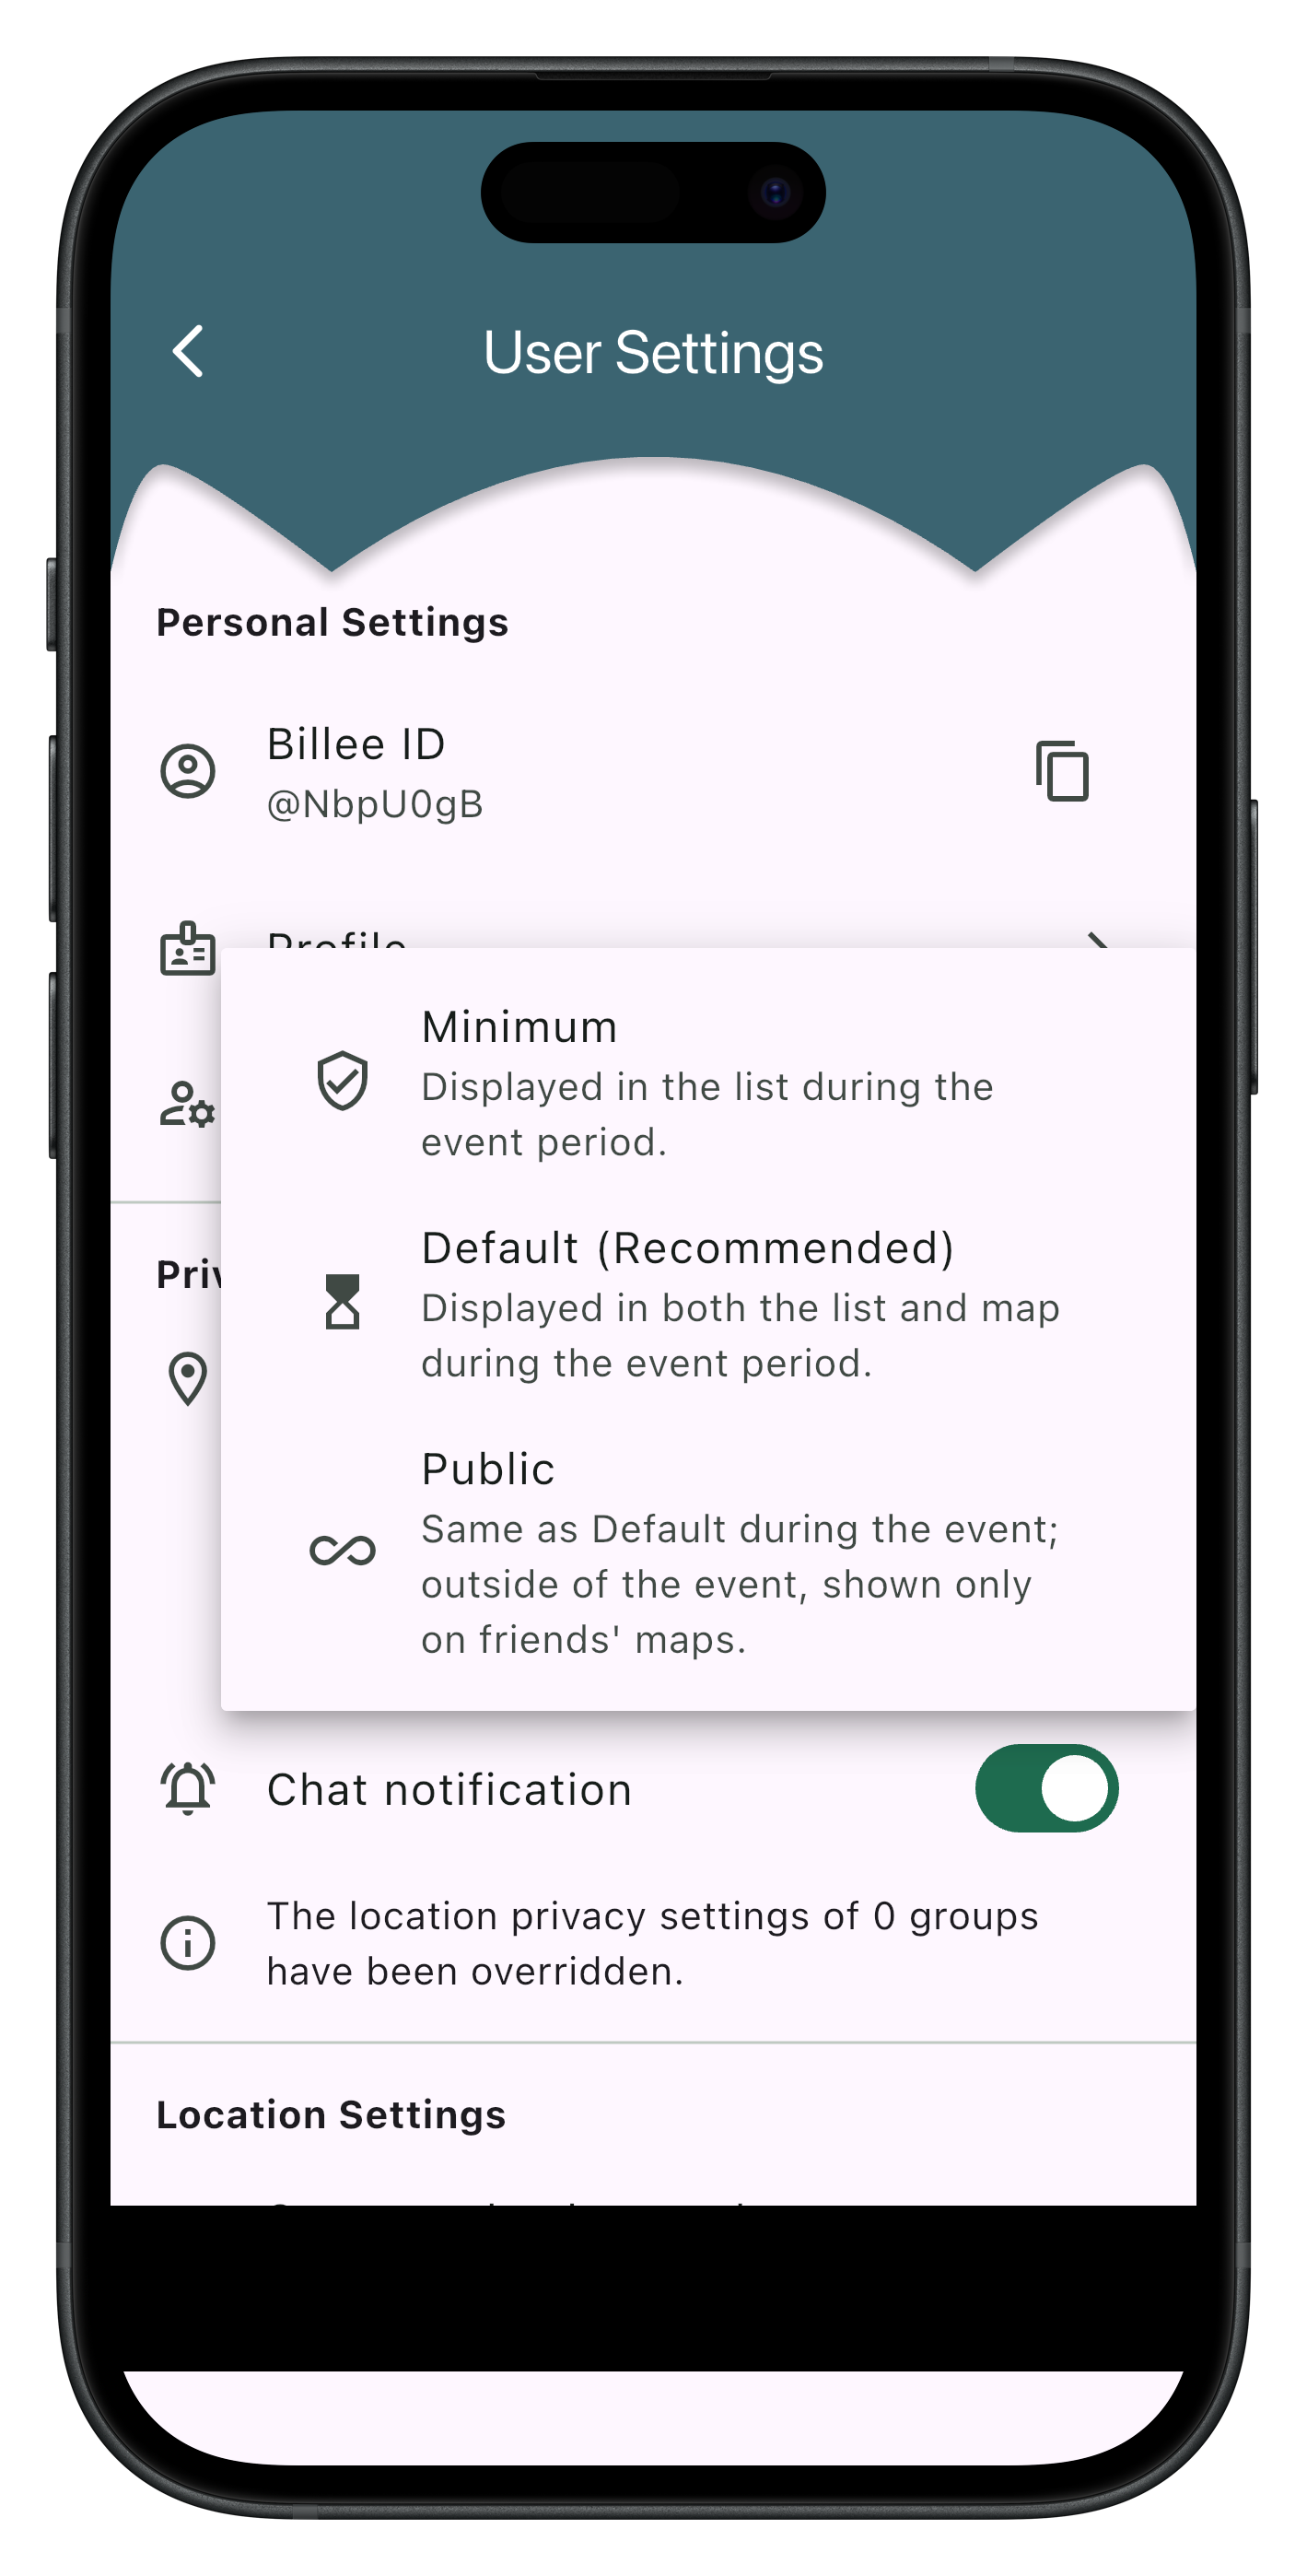 User Settings
Personal Settings
Billee ID
@NbpU0gB
Profile
Minimum
Displayed in the list during the
event period.
Default (Recommended)
Displayed in both the list and map
during the event period.
Public
Same as Default during the event;
outside of the event, shown only
on friends' maps.
Chat notification
The location privacy settings of 0 groups
have been overridden.
Location Settings